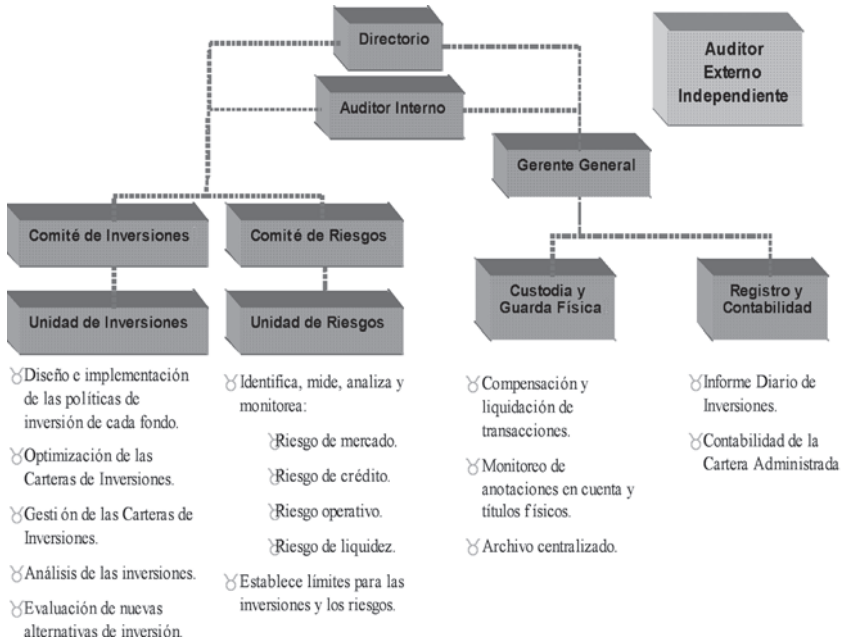 Directorio
Auditor
Externo
Independiente
Auditor Interno
Gerente General
Comité de Inversiones
Comité de Riesgos
Custodia y
Guarda Física
Registro y
Contabilidad
Unidad de Inversiones
Unidad de Riesgos
Diseño e implementación
de las políticas de
inversión de cada fondo.
Optimización de las
Carteras de Inversiones.
Gestión de las Carteras de
Inversiones.
Análisis de las inversiones.
Evaluación de nuevas
alternativas de inversión.
Identifica, mide, analiza y
monitorea:
Riesgo de mercado.
Riesgo de crédito.
Riesgo operativo.
Riesgo de liquidez.
Establece límites para las
inversiones y los riesgos.
Compensación y
liquidación de
transacciones.
Monitoreo de
anotaciones en cuenta y
títulos físicos.
Archivo centralizado.
Informe Diario de
Inversiones.
Contabilidad de la
Cartera Administrada